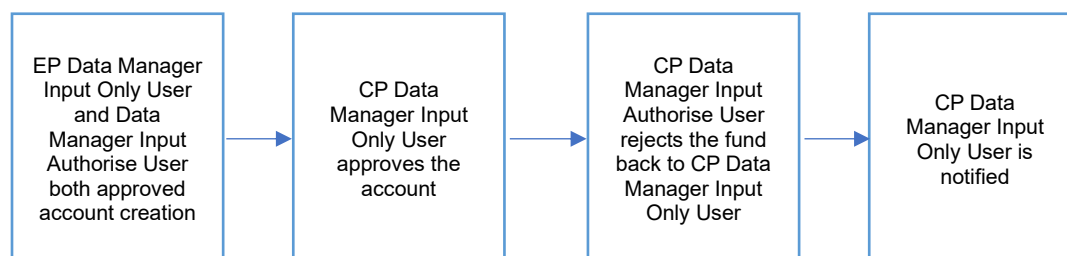 EP Data Manager
Input Only User
and Data
Manager Input
Authorise User
both approved
account creation
CP Data
Manager Input
Only User
approves the
account
CP Data
Manager Input
Authorise User
rejects the fund
back to CP Data
Manager Input
Only User
CP Data
Manager Input
Only User is
notified